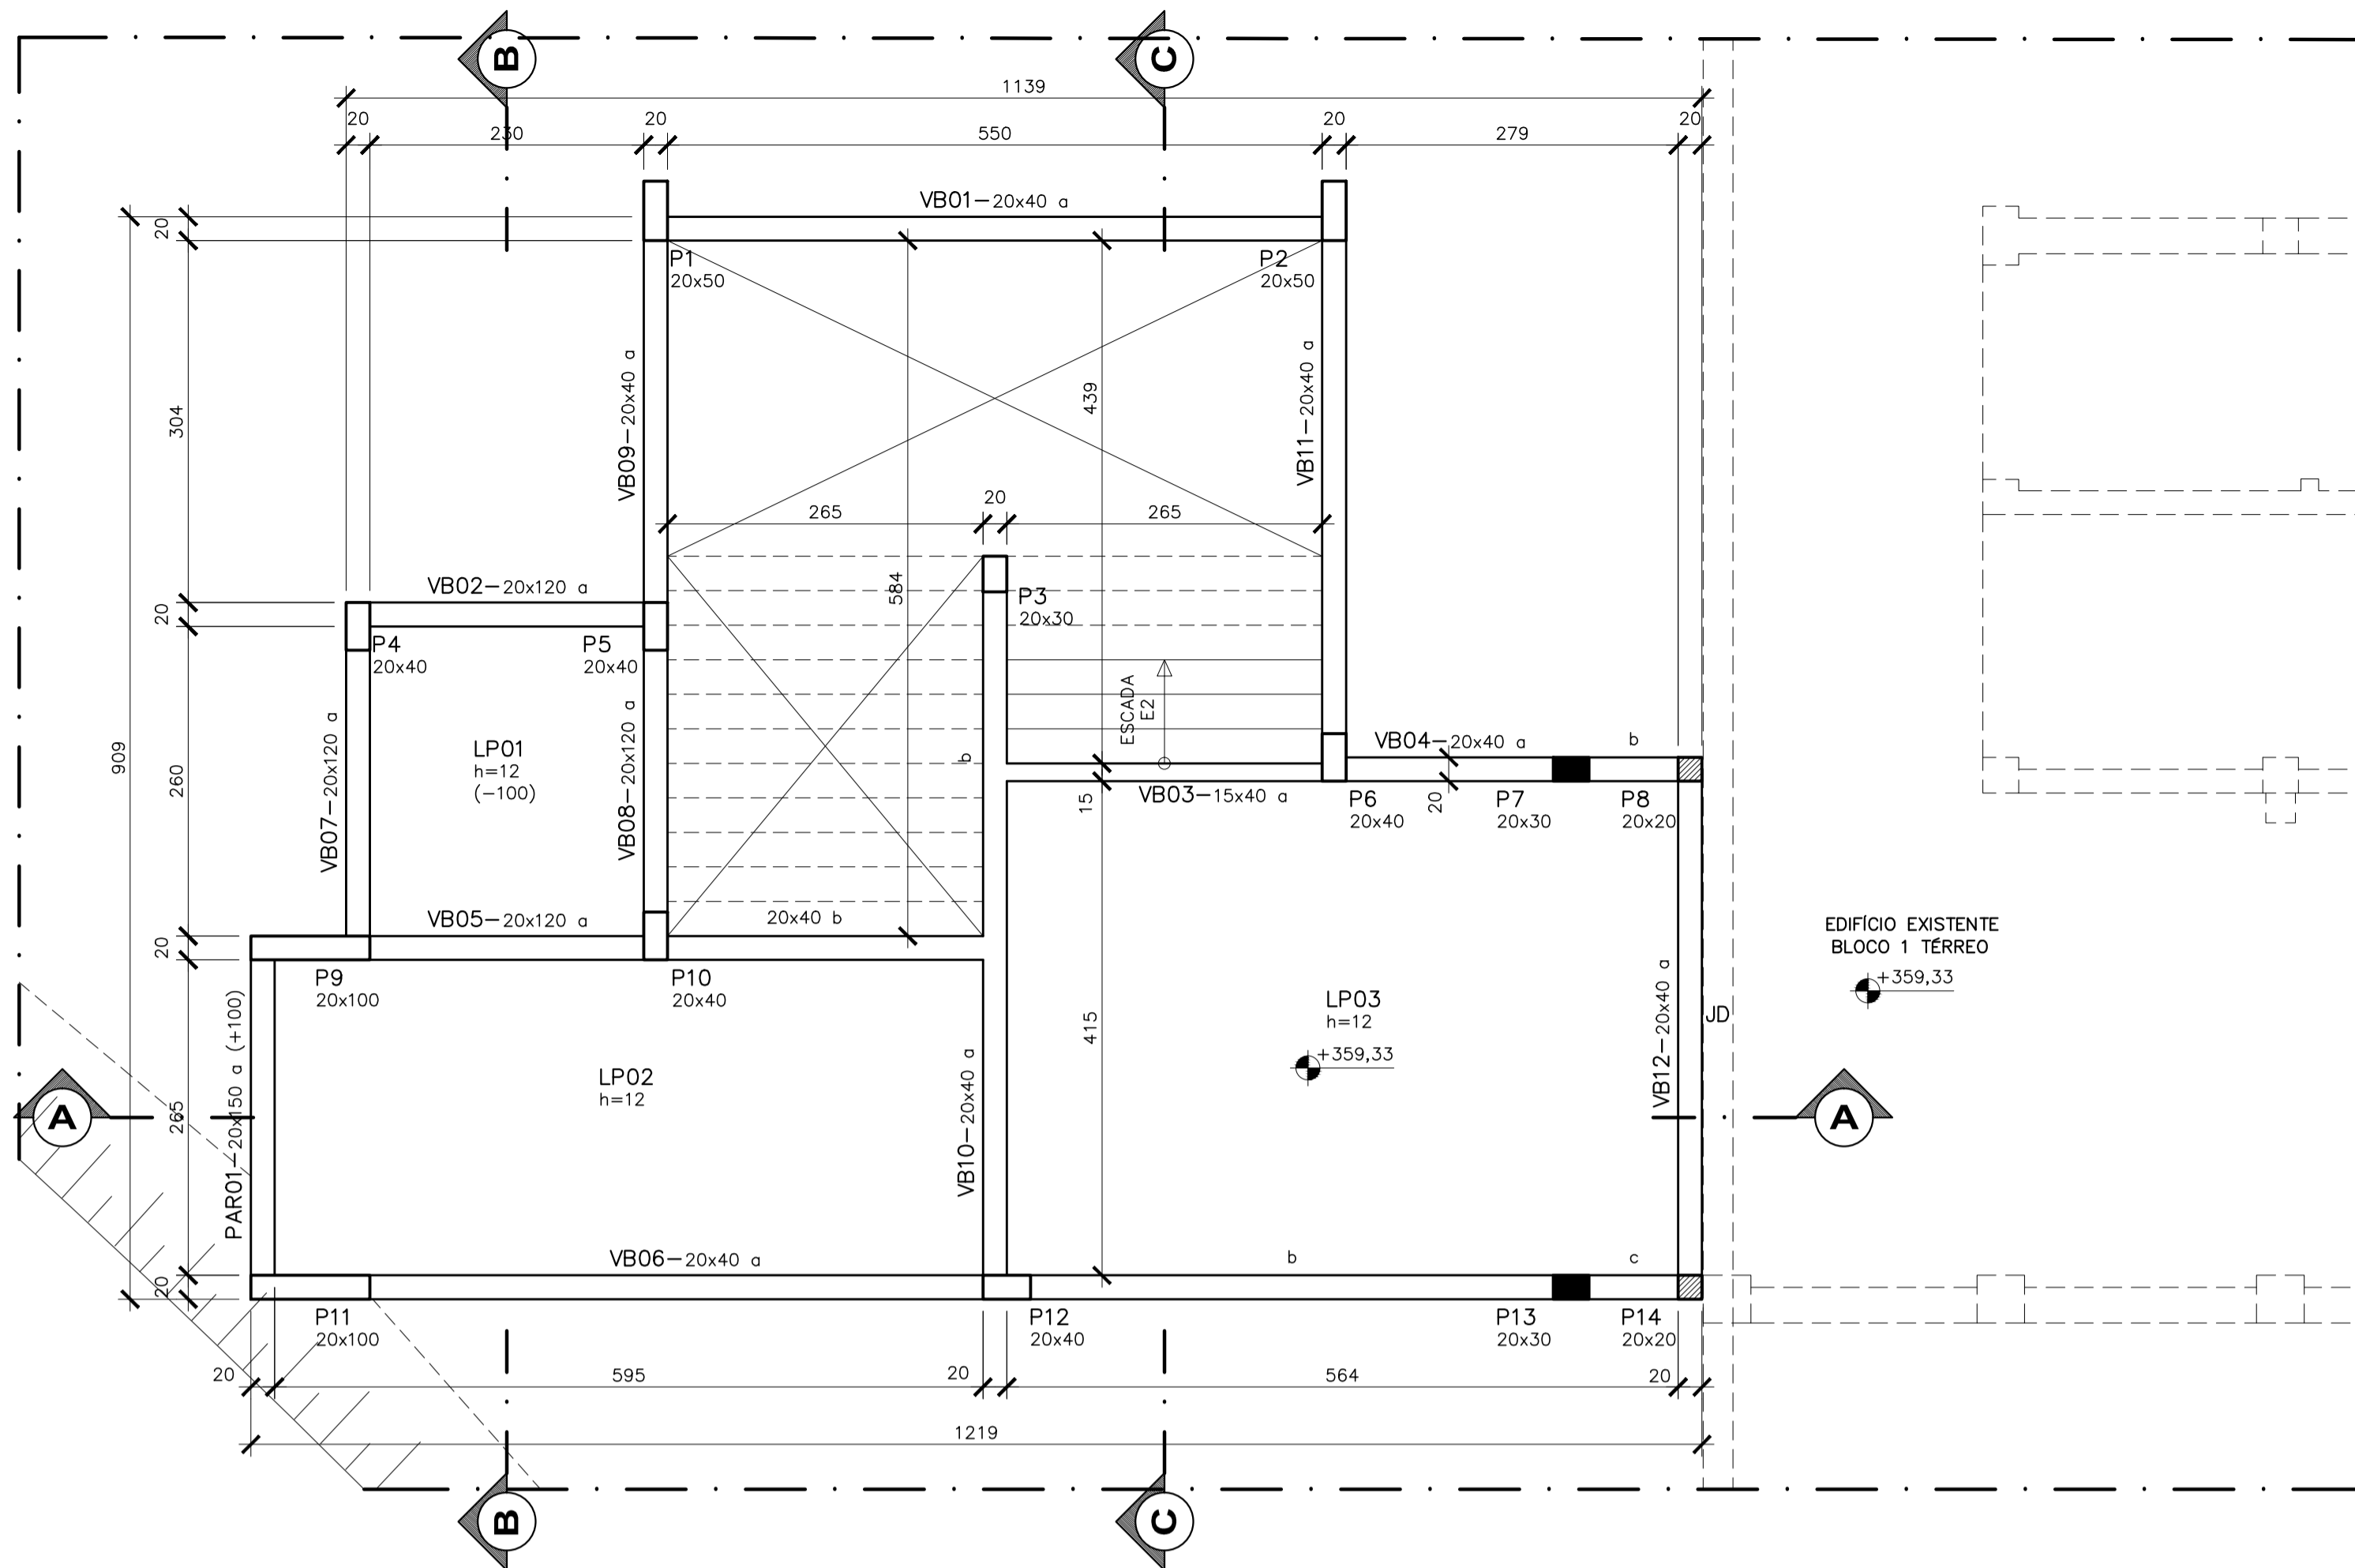 B
C
1139
20
230
20
550
20
279
20
VB01-20x40 a
20
P1
20x50
P2
20x50
304
VB09-20x40 a
439
VB11-20x40 a
265
20
265
VB02-20x120 a
584
P3
20x30
20
P4
20x40
P5
20x40
ESCADA
E2
909
260
VB07-20x120 a
LP01
h=12
(-100)
VB08-20x120 a
b
VB04-20x40 a
b
15
VB03-15x40 a
20
P6
20x40
P7
20x30
P8
20x20
VB05-20x120 a
20x40 b
20
P9
20x100
P10
20x40
EDIFÍCIO EXISTENTE
BLOCO 1 TÉRREO
+359,33
415
LP03
h=12
+359,33
VB12-20x40 a
JD
A
265
PAR01-20x150 a (+100)
LP02
h=12
VB10-20x40 a
A
VB06-20x40 a
b
c
20
P11
20x100
P12
20x40
P13
20x30
P14
20x20
20
595
20
564
20
1219
B
C